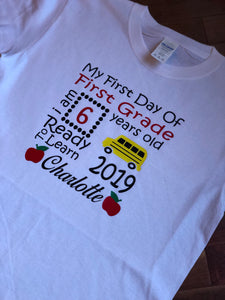 My First Day Of
First Grade
i am
6
years old
Ready
To Learn
2019
Charlotte